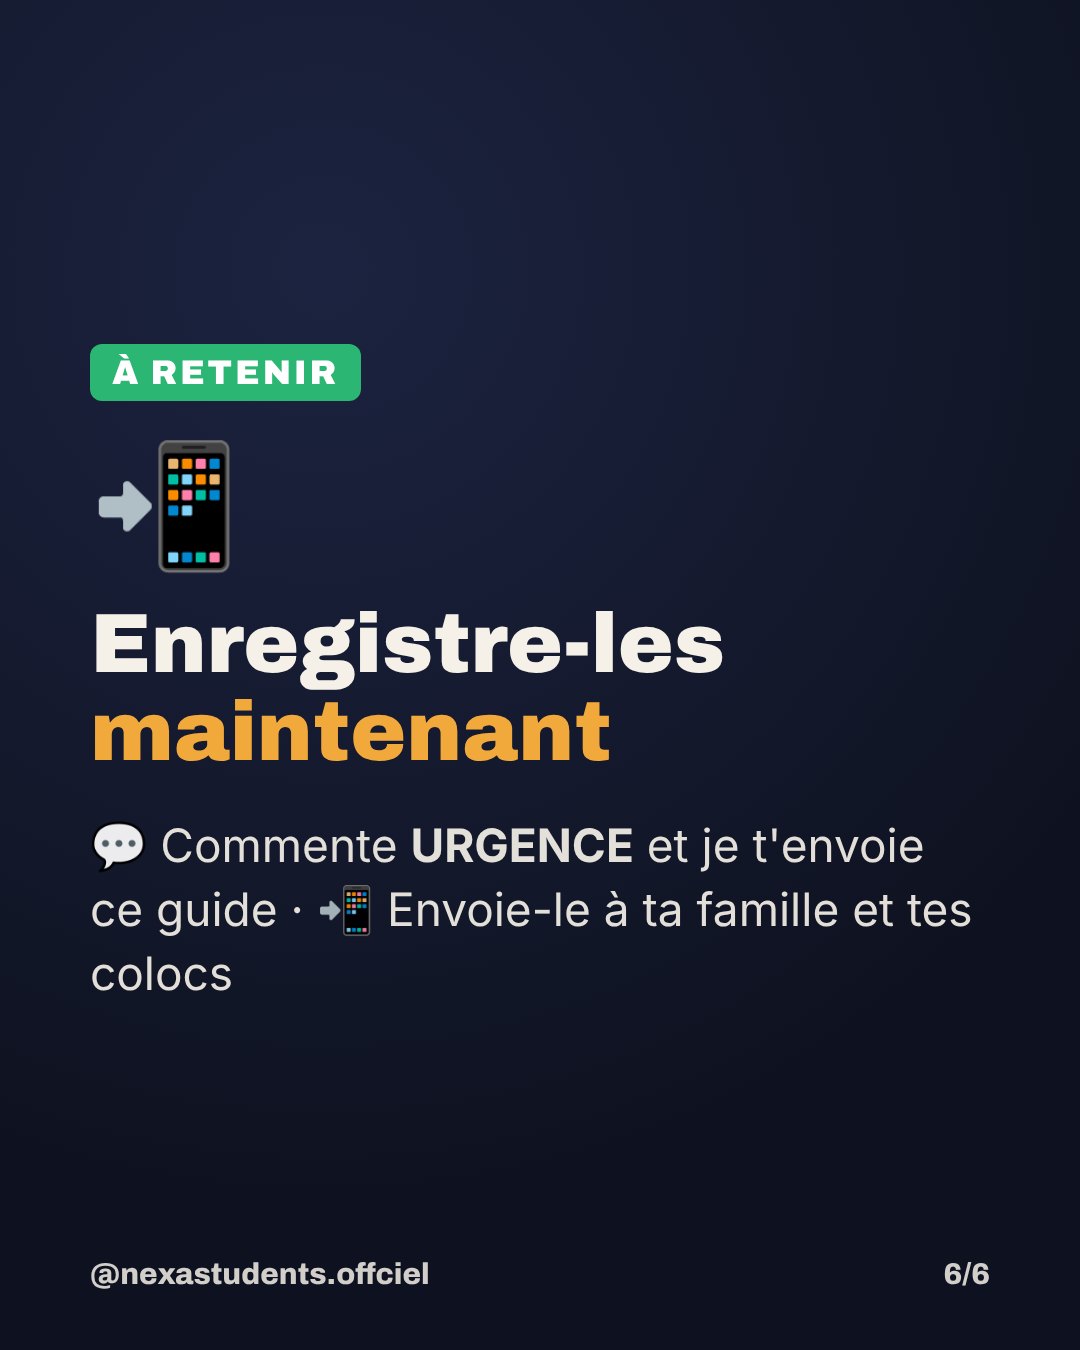 À RETENIR
Enregistre-les
maintenant
💬 Commente URGENCE et je t'envoie
ce guide · 📲 Envoie-le à ta famille et tes
colocs
@nexastudents.offciel
6/6